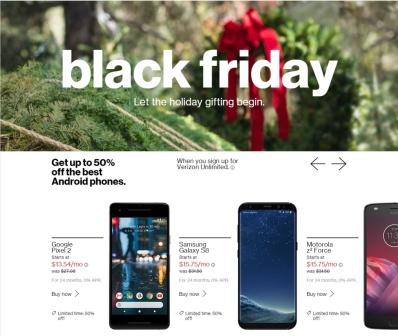 black friday
Let the holiday gifting begin.
Get up to 50%
off the best
Android phones.
When you sign up for
Verizon Unlimited.
Google
Pixel 2
Starts at
$13.54/mo
was $27.08
For 24 months, 0% APR.
Buy now
Limited time: 50%
off!
Samsung
Galaxy S8
Starts at
$15.75/mo
was $31.50
For 24 months, 0% APR.
Buy now
Limited time: 50%
off!
Motorola
z² Force
Starts at
$15.75/mo
was $31.50
For 24 months, 0% APR.
Buy now
Limited time: 50%
off!